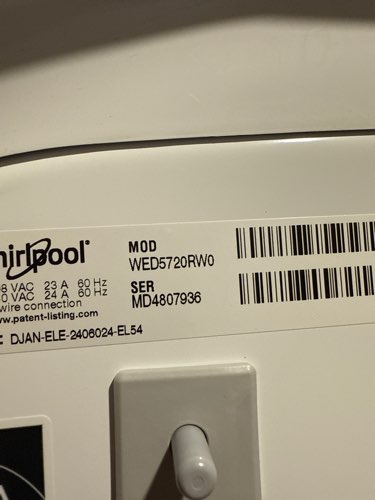 hirlpool®
MOD
WED5720RW0
8 VAC 23 A 60 Hz
0 VAC 24 A 60 Hz
wire connection
w.patent-listing.com
SER
MD4807936
: DJAN-ELE-2406024-EL54